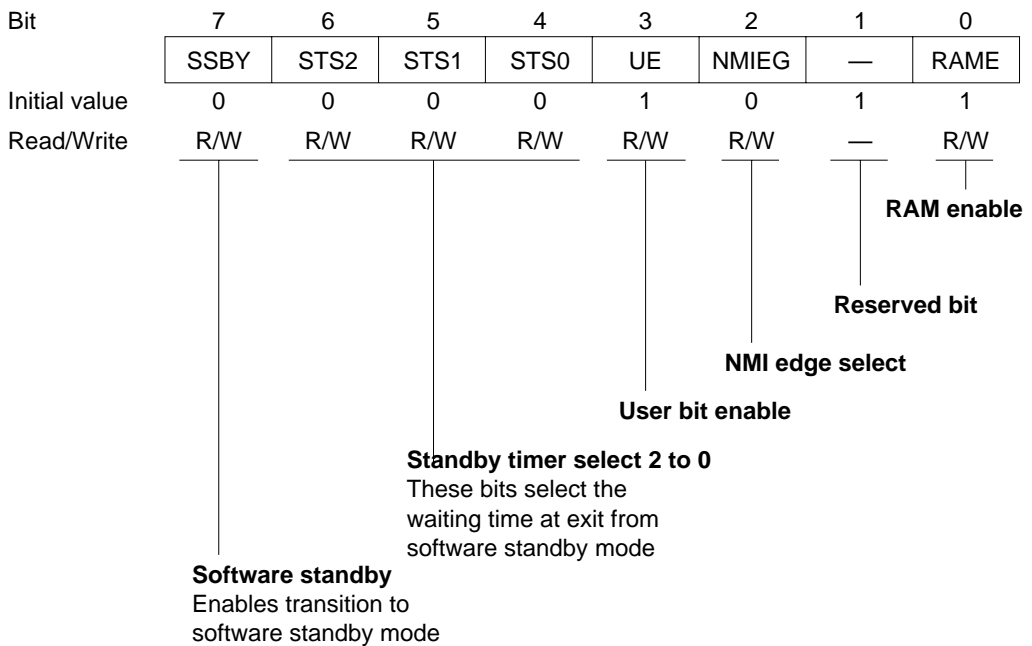 Bit 7 6 5 4 3 2 1 0
SSBY STS2 STS1 STS0 UE NMIEG — RAME
Initial value 0 0 0 0 1 0 1 1
Read/Write R/W R/W R/W R/W R/W R/W — R/W
RAM enable
Reserved bit
NMI edge select
User bit enable
Standby timer select 2 to 0
These bits select the
waiting time at exit from
software standby mode
Software standby
Enables transition to
software standby mode